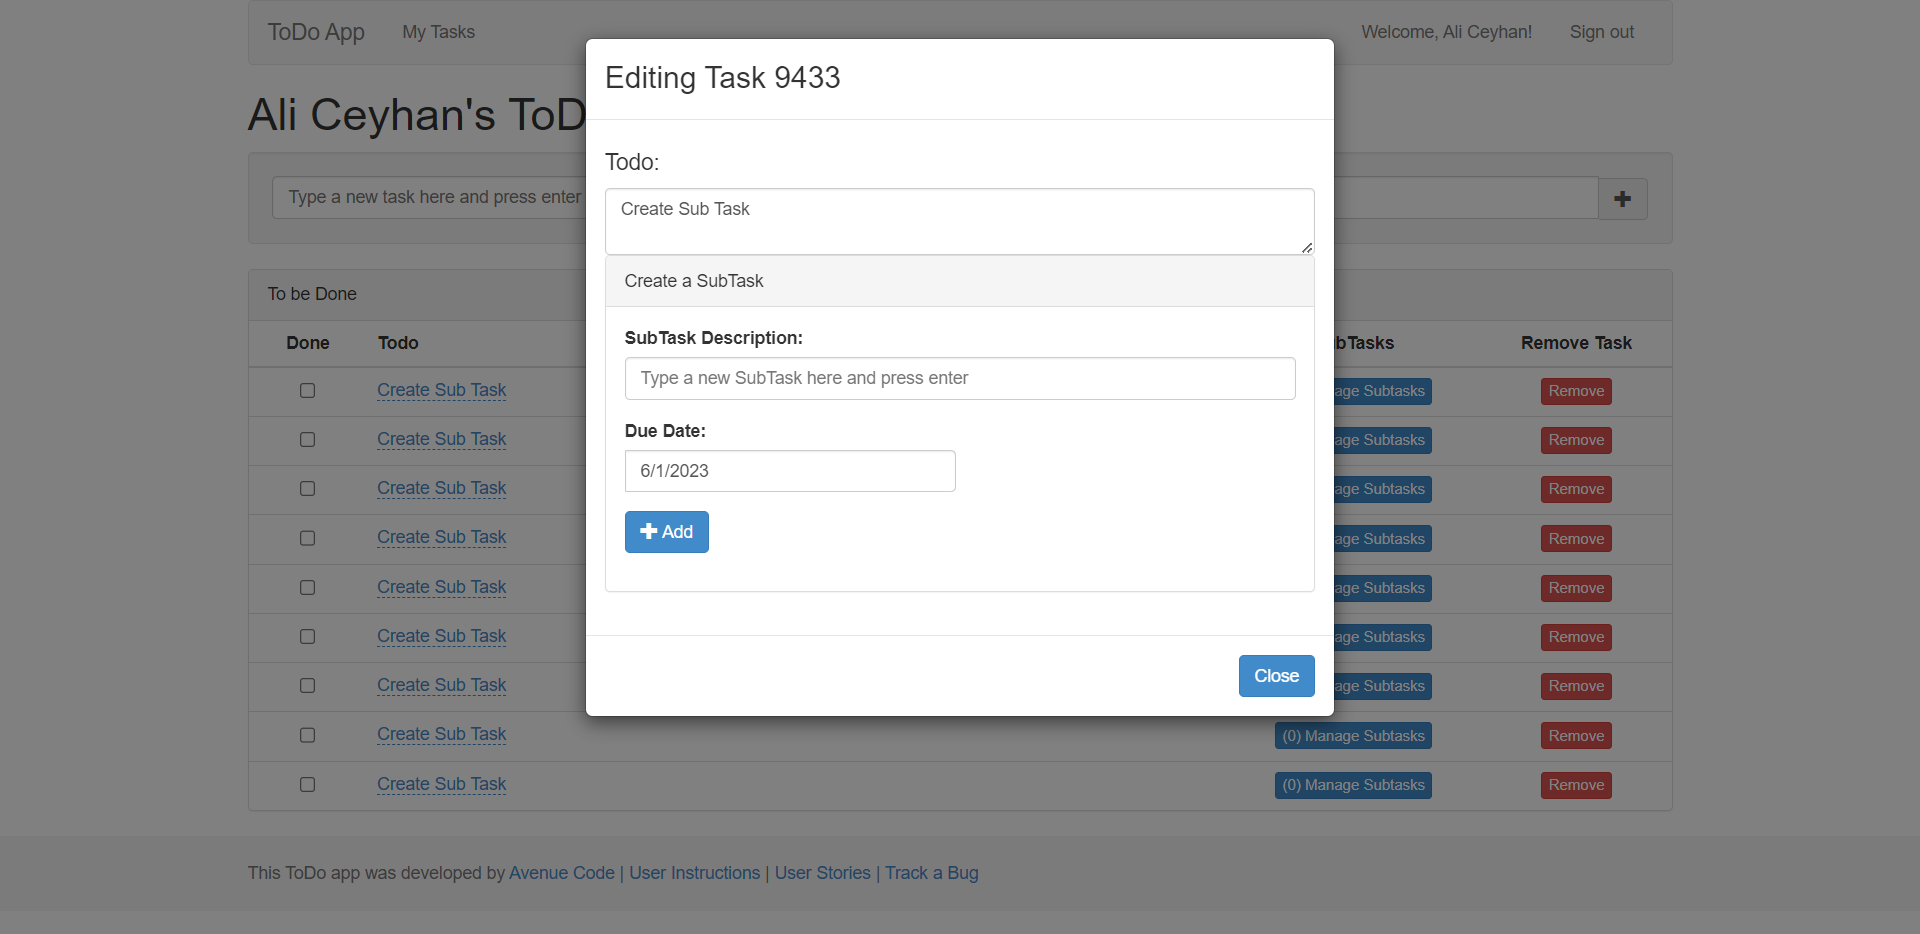 ToDo App My Tasks Welcome, Ali Ceyhan! Sign out
Editing Task 9433
Ali Ceyhan's ToD
Todo:
Type a new task here and press enter
Create Sub Task
Create a SubTask
To be Done
SubTask Description:
Done Todo bTasks Remove Task
Type a new SubTask here and press enter
Create Sub Task age Subtasks Remove
Due Date:
Create Sub Task age Subtasks Remove
6/1/2023
Create Sub Task age Subtasks Remove
Add
Create Sub Task age Subtasks Remove
Create Sub Task age Subtasks Remove
Create Sub Task age Subtasks Remove
Close
Create Sub Task age Subtasks Remove
Create Sub Task (0) Manage Subtasks Remove
Create Sub Task (0) Manage Subtasks Remove
This ToDo app was developed by Avenue Code | User Instructions | User Stories | Track a Bug